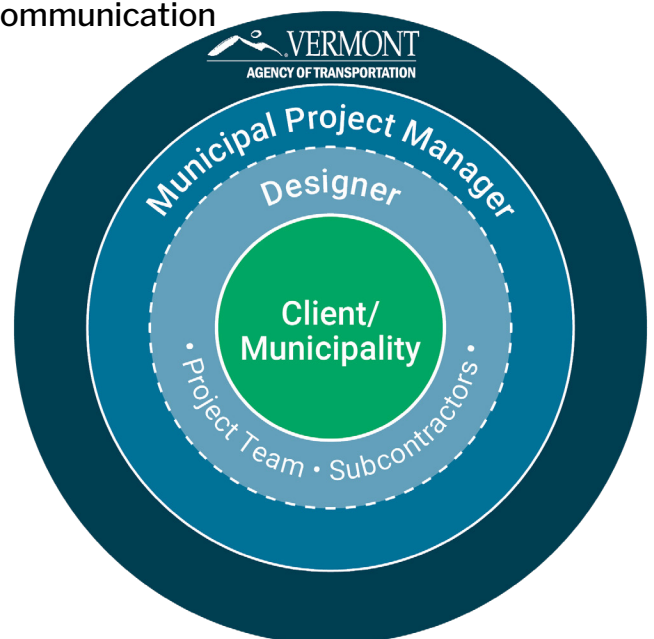 ommunication
VERMONT
AGENCY OF TRANSPORTATION
Municipal Project Manager
Designer
Client/
Municipality
• Project Team • Subcontractors •